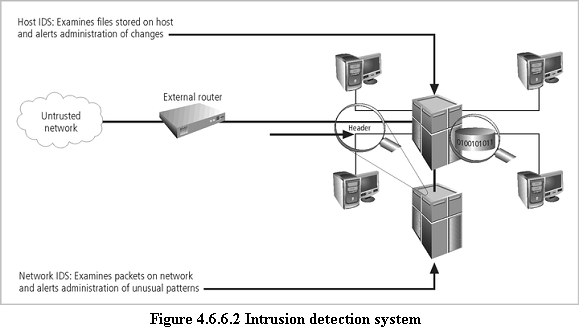 Host IDS: Examines files stored on host
and alerts administration of changes
External router
Untrusted
network
Header
0100101011
Network IDS: Examines packets on network
and alerts administration of unusual patterns
Figure 4.6.6.2 Intrusion detection system